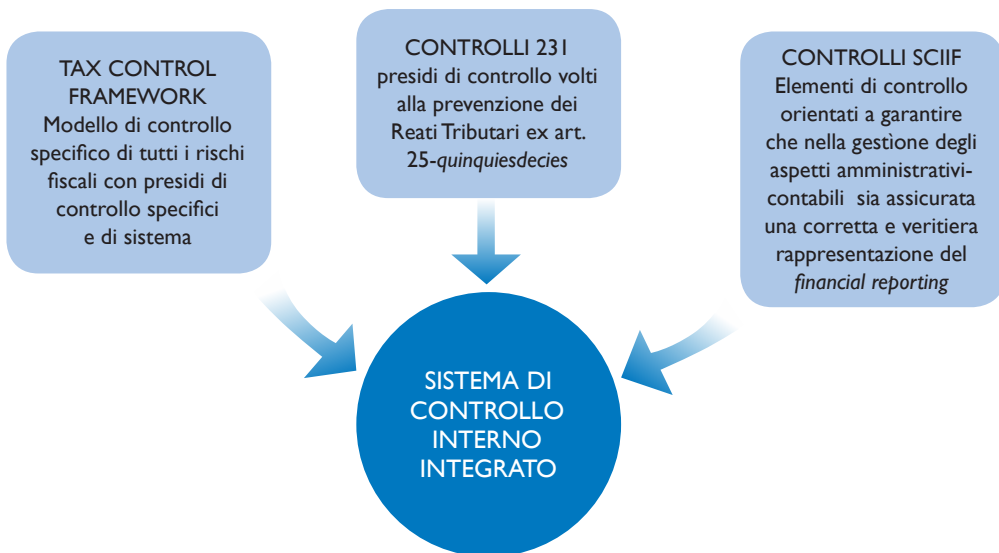 TAX CONTROL
FRAMEWORK
Modello di controllo
specifico di tutti i rischi
fiscali con presidi di
controllo specifici
e di sistema
CONTROLLI 231
presidi di controllo volti
alla prevenzione dei
Reati Tributari ex art.
25-quinquiesdecies
CONTROLLI SCIIF
Elementi di controllo
orientati a garantire
che nella gestìone degli
aspetti amministrativi-
contabili sia assicurata
una corretta e veritiera
rappresentazione del
financial reporting
SISTEMA DI
CONTROLLO
INTERNO
INTEGRATO